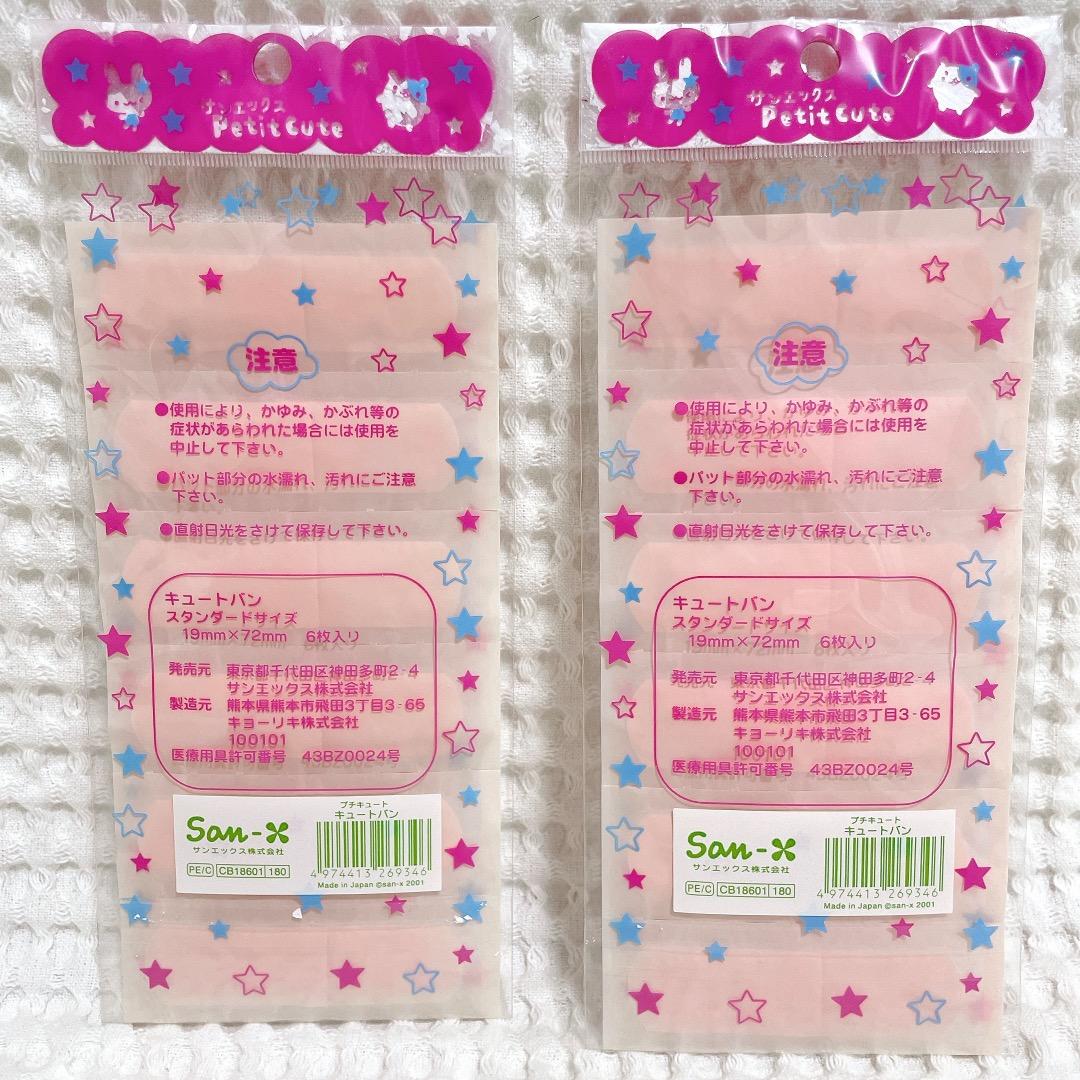 サンエックス
Petit Cute
注意
●使用により、かゆみ、かぶれ等の
症状があらわれた場合には使用を
中止して下さい。
●パット部分の水濡れ、汚れにご注意
下さい。
●直射日光をさけて保存して下さい。
キュートバン
スタンダードサイズ
19mm×72mm 6枚入り
発売元 東京都千代田区神田多町2-4
サンエックス株式会社
製造元 熊本県熊本市飛田3丁目3-65
キョーリキ株式会社
100101
医療用具許可番号 43BZ0024号
プチキュート
キュートバン
San-X
サンエックス株式会社
PE/C CB18601 180
4 974413 269346
Made in Japan ©san-x 2001
サンエックス
Petit Cute
注意
●使用により、かゆみ、かぶれ等の
症状があらわれた場合には使用を
中止して下さい。
●パット部分の水濡れ、汚れにご注意
下さい。
●直射日光をさけて保存して下さい。
キュートバン
スタンダードサイズ
19mm×72mm 6枚入り
発売元 東京都千代田区神田多町2-4
サンエックス株式会社
製造元 熊本県熊本市飛田3丁目3-65
キョーリキ株式会社
100101
医療用具許可番号 43BZ0024号
プチキュート
キュートバン
San-X
サンエックス株式会社
PE/C CB18601 180
4 974413 269346
Made in Japan ©san-x 2001